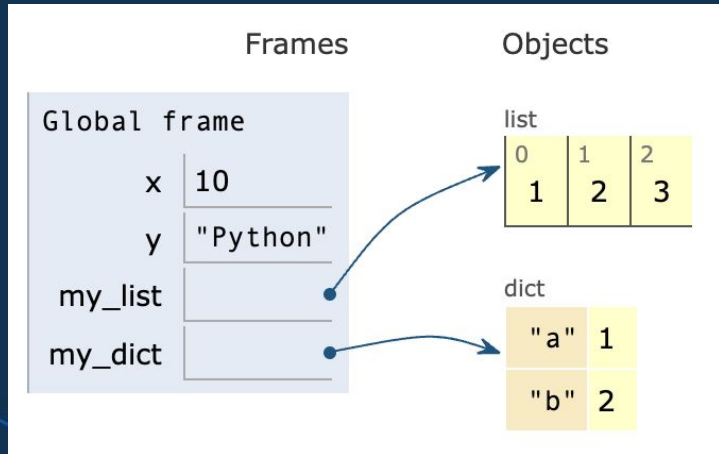 Frames
Objects
Global frame
x 10
y "Python"
my_list
my_dict
list
0 1 2
1 2 3
dict
"a" 1
"b" 2